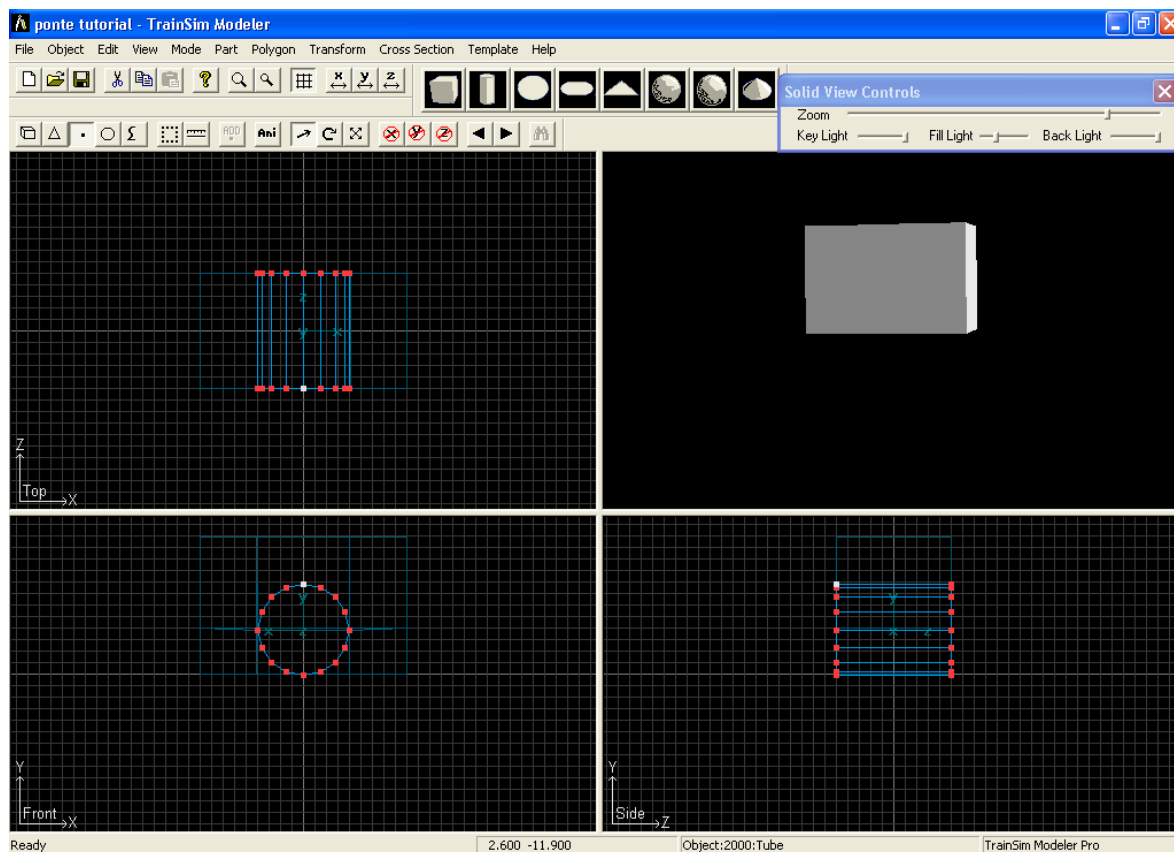 ponte tutorial - TrainSim Modeler
File Object Edit View Mode Part Polygon Transform Cross Section Template Help
x y z
Solid View Controls
Zoom
Key Light Fill Light Back Light
ADD Ani x y z
z
y x
Z
Top X
y
x z
Y
Front X
y
x z
Y
Side Z
Ready 2.600 -11.900 Object:2000:Tube TrainSim Modeler Pro